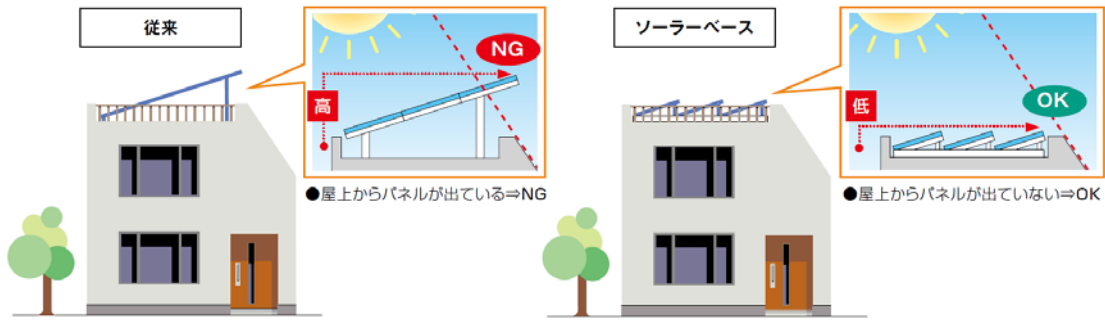 従来
NG
高
●屋上からパネルが出ている⇒NG
ソーラーベース
OK
低
●屋上からパネルが出ていない⇒OK